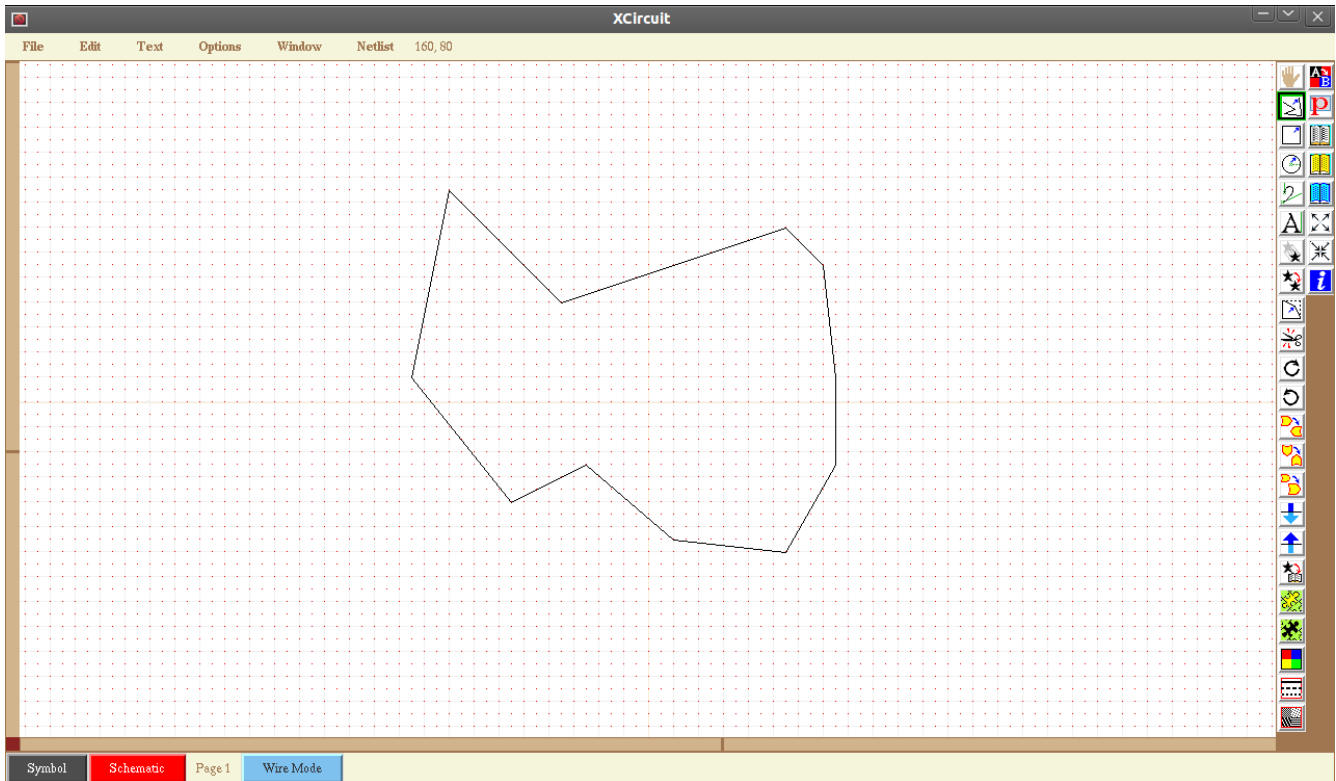 XCircuit
File Edit Text Options Window Netlist 160, 80
A B
P
A
i
Symbol Schematic Page 1 Wire Mode